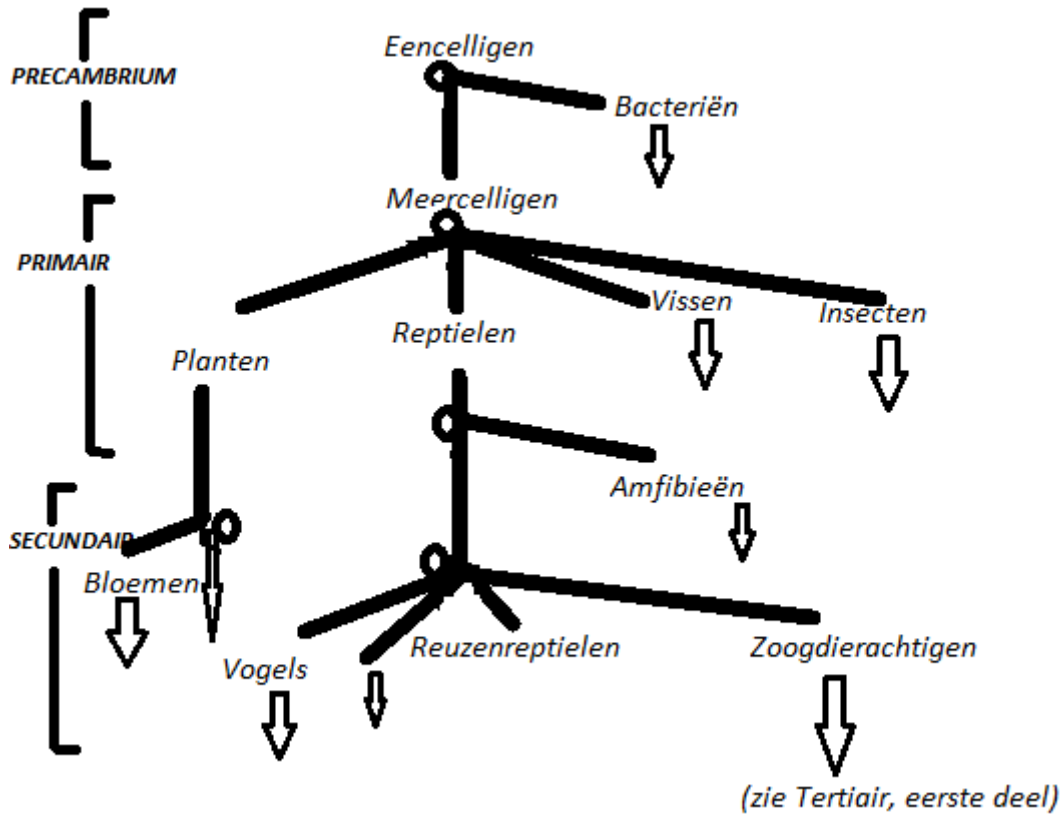 Eencelligen
PRECAMBRIUM
Bacteriën
Meercelligen
PRIMAIR
Vissen
Insecten
Reptielen
Planten
Amfibieën
SECUNDAIR
Bloemen
Reuzenreptielen
Zoogdierachtigen
Vogels
(zie Tertiair, eerste deel)